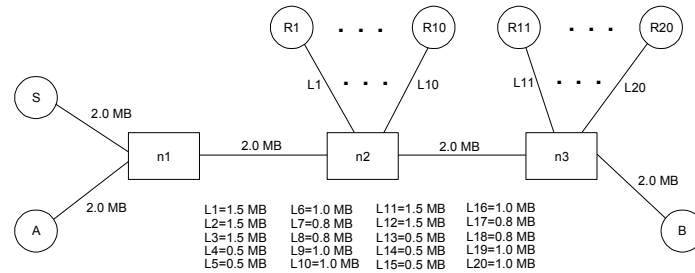 R1 . . . R10 R11 . . . R20
S
L1 . . . L10 L11 . . . L20
2.0 MB
n1 2.0 MB n2 2.0 MB n3
2.0 MB 2.0 MB
A B
L1=1.5 MB L6=1.0 MB L11=1.5 MB L16=1.0 MB
L2=1.5 MB L7=0.8 MB L12=1.5 MB L17=0.8 MB
L3=1.5 MB L8=0.8 MB L13=0.5 MB L18=0.8 MB
L4=0.5 MB L9=1.0 MB L14=0.5 MB L19=1.0 MB
L5=0.5 MB L10=1.0 MB L15=0.5 MB L20=1.0 MB